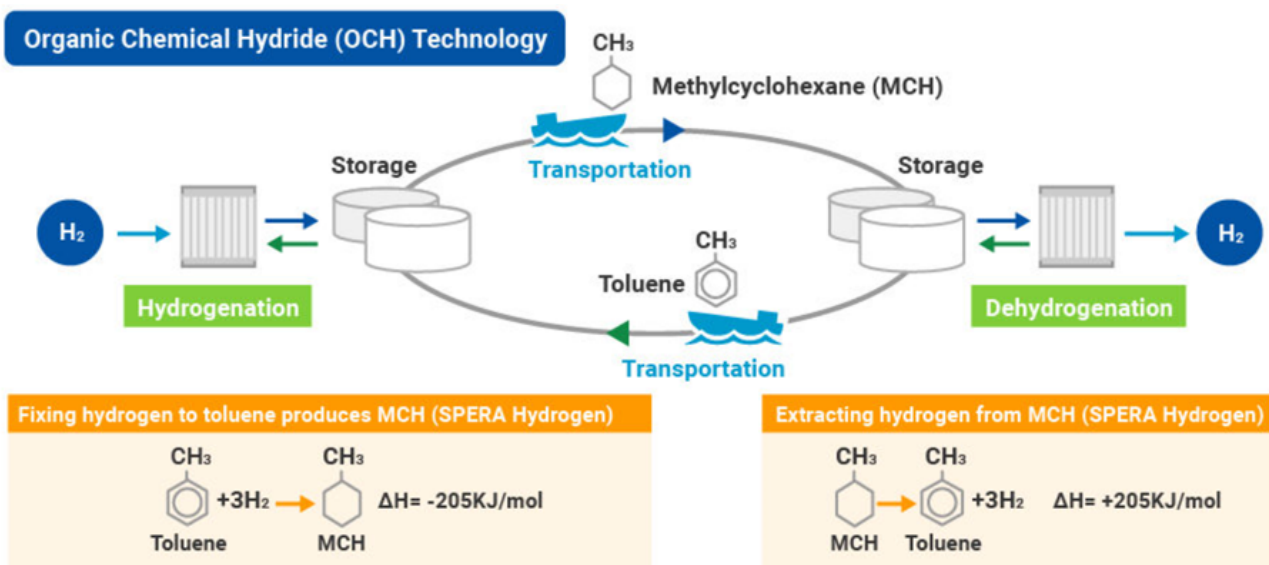 Organic Chemical Hydride (OCH) Technology
CH₃
Methylcyclohexane (MCH)
Storage
Transportation
Storage
H₂
H₂
CH₃
Toluene
Hydrogenation
Dehydrogenation
Transportation
Fixing hydrogen to toluene produces MCH (SPERA Hydrogen)
CH₃ CH₃
+3H₂ ΔH= -205KJ/mol
Toluene MCH
Extracting hydrogen from MCH (SPERA Hydrogen)
CH₃ CH₃
+3H₂ ΔH= +205KJ/mol
MCH Toluene